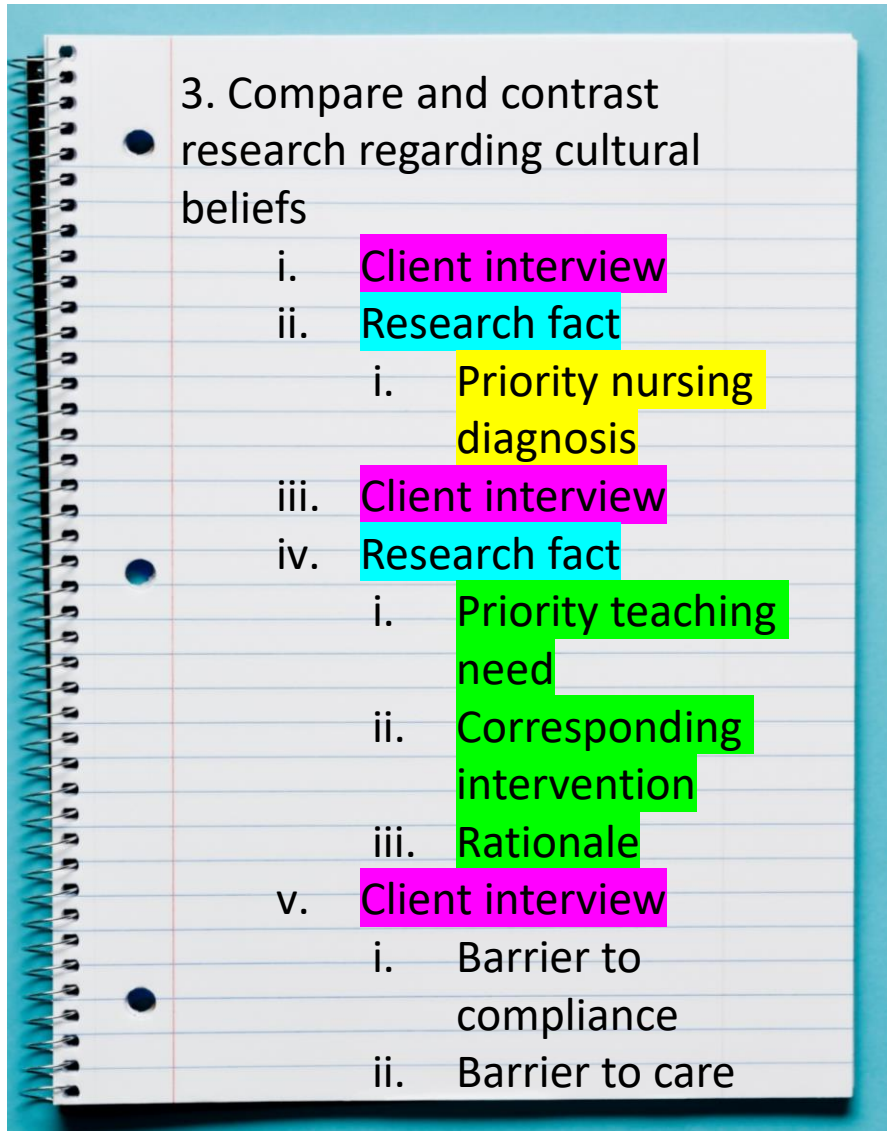 3. Compare and contrast
research regarding cultural
beliefs
i. Client interview
ii. Research fact
i. Priority nursing
diagnosis
iii. Client interview
iv. Research fact
i. Priority teaching
need
ii. Corresponding
intervention
iii. Rationale
v. Client interview
i. Barrier to
compliance
ii. Barrier to care